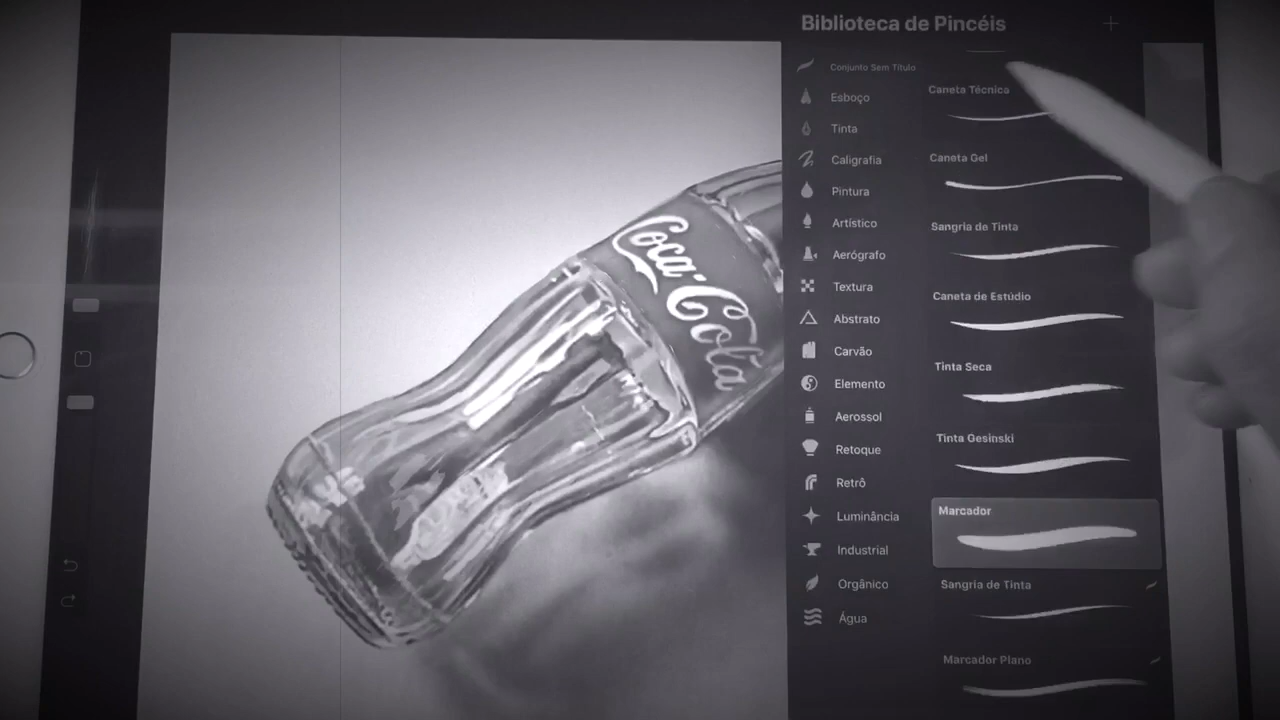 Biblioteca de Pincéis
Conjunto Sem Título
Esboço
Tinta
Caligrafia
Pintura
Artístico
Aerógrafo
Textura
Abstrato
Carvão
Elemento
Aerossol
Retoque
Retrô
Luminância
Industrial
Orgânico
Água
Caneta Técnica
Caneta Gel
Sangria de Tinta
Caneta de Estúdio
Tinta Seca
Tinta Gesinski
Marcador
Sangria de Tinta
Marcador Plano
Coca-Cola